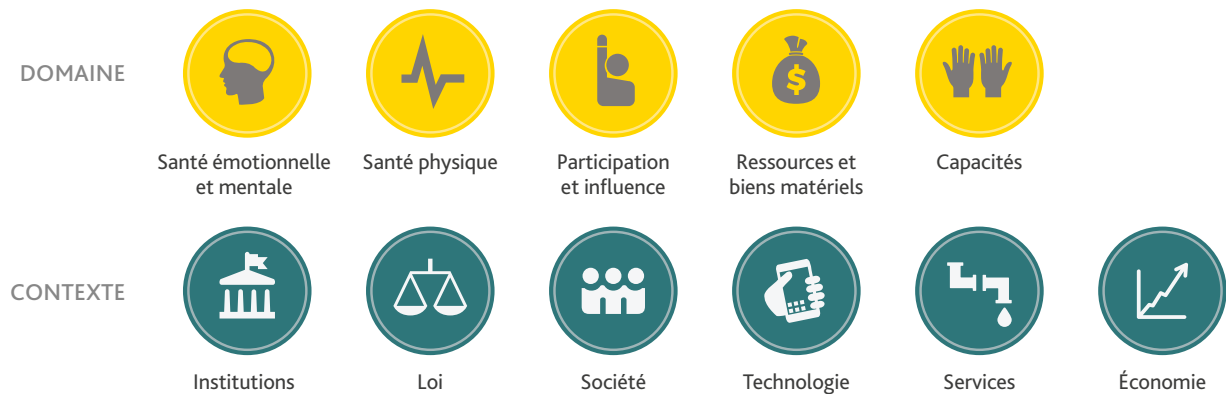 DOMAINE
Santé émotionnelle
et mentale
Santé physique
Participation
et influence
$
Ressources et
biens matériels
Capacités
CONTEXTE
Institutions
Loi
Société
Technologie
Services
Économie